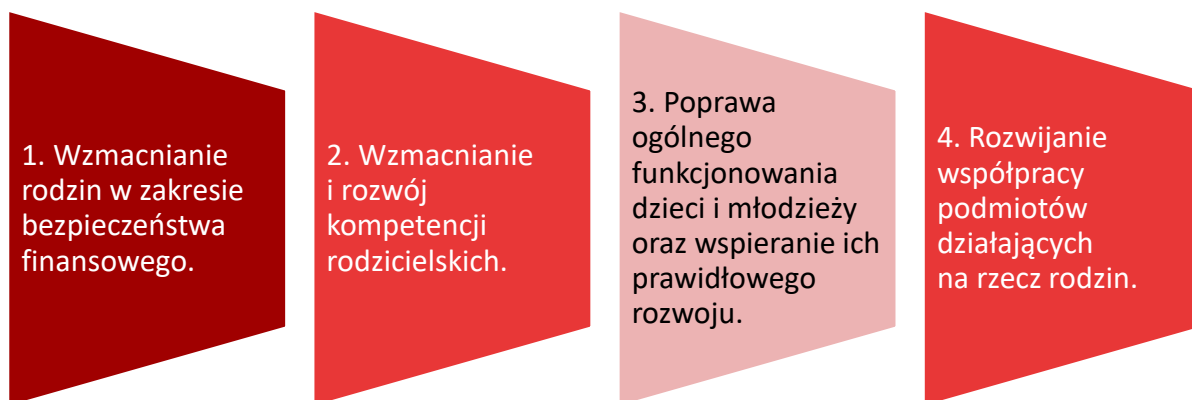 1. Wzmacnianie
rodzin w zakresie
bezpieczeństwa
finansowego.
2. Wzmacnianie
i rozwój
kompetencji
rodzicielskich.
3. Poprawa
ogólnego
funkcjonowania
dzieci i młodzieży
oraz wspieranie ich
prawidłowego
rozwoju.
4. Rozwijanie
współpracy
podmiotów
działających
na rzecz rodzin.